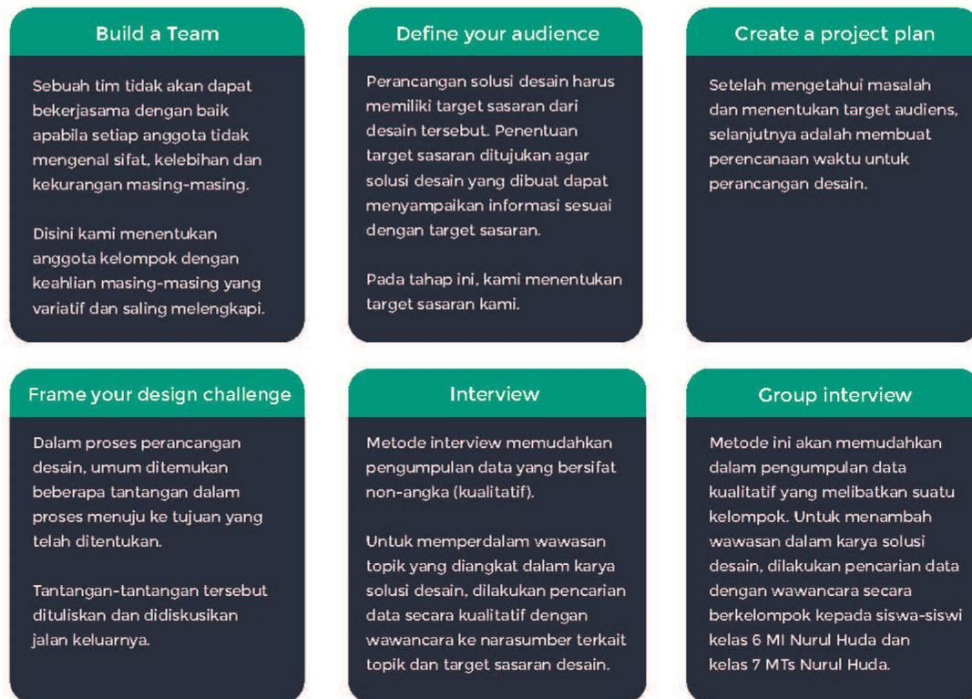 Build a Team
Sebuah tim tidak akan dapat
bekerjasama dengan baik
apabila setiap anggota tidak
mengenal sifat, kelebihan dan
kekurangan masing-masing.
Disini kami menentukan
anggota kelompok dengan
keahlian masing-masing yang
variatif dan saling melengkapi.
Define your audience
Perancangan solusi desain harus
memiliki target sasaran dari
desain tersebut. Penentuan
target sasaran ditujukan agar
solusi desain yang dibuat dapat
menyampaikan informasi sesuai
dengan target sasaran.
Pada tahap ini, kami menentukan
target sasaran kami.
Create a project plan
Setelah mengetahui masalah
dan menentukan target audiens,
selanjutnya adalah membuat
perencanaan waktu untuk
perancangan desain.
Frame your design challenge
Dalam proses perancangan
desain, umum ditemukan
beberapa tantangan dalam
proses menuju ke tujuan yang
telah ditentukan.
Tantangan-tantangan tersebut
dituliskan dan didiskusikan
jalan keluarnya.
Interview
Metode interview memudahkan
pengumpulan data yang bersifat
non-angka (kualitatif).
Untuk memperdalam wawasan
topik yang diangkat dalam karya
solusi desain, dilakukan pencarian
data secara kualitatif dengan
wawancara ke narasumber terkait
topik dan target sasaran desain.
Group interview
Metode ini akan memudahkan
dalam pengumpulan data
kualitatif yang melibatkan suatu
kelompok. Untuk menambah
wawasan dalam karya solusi
desain, dilakukan pencarian data
dengan wawancara secara
berkelompok kepada siswa-siswi
kelas 6 MI Nurul Huda dan
kelas 7 MTs Nurul Huda.